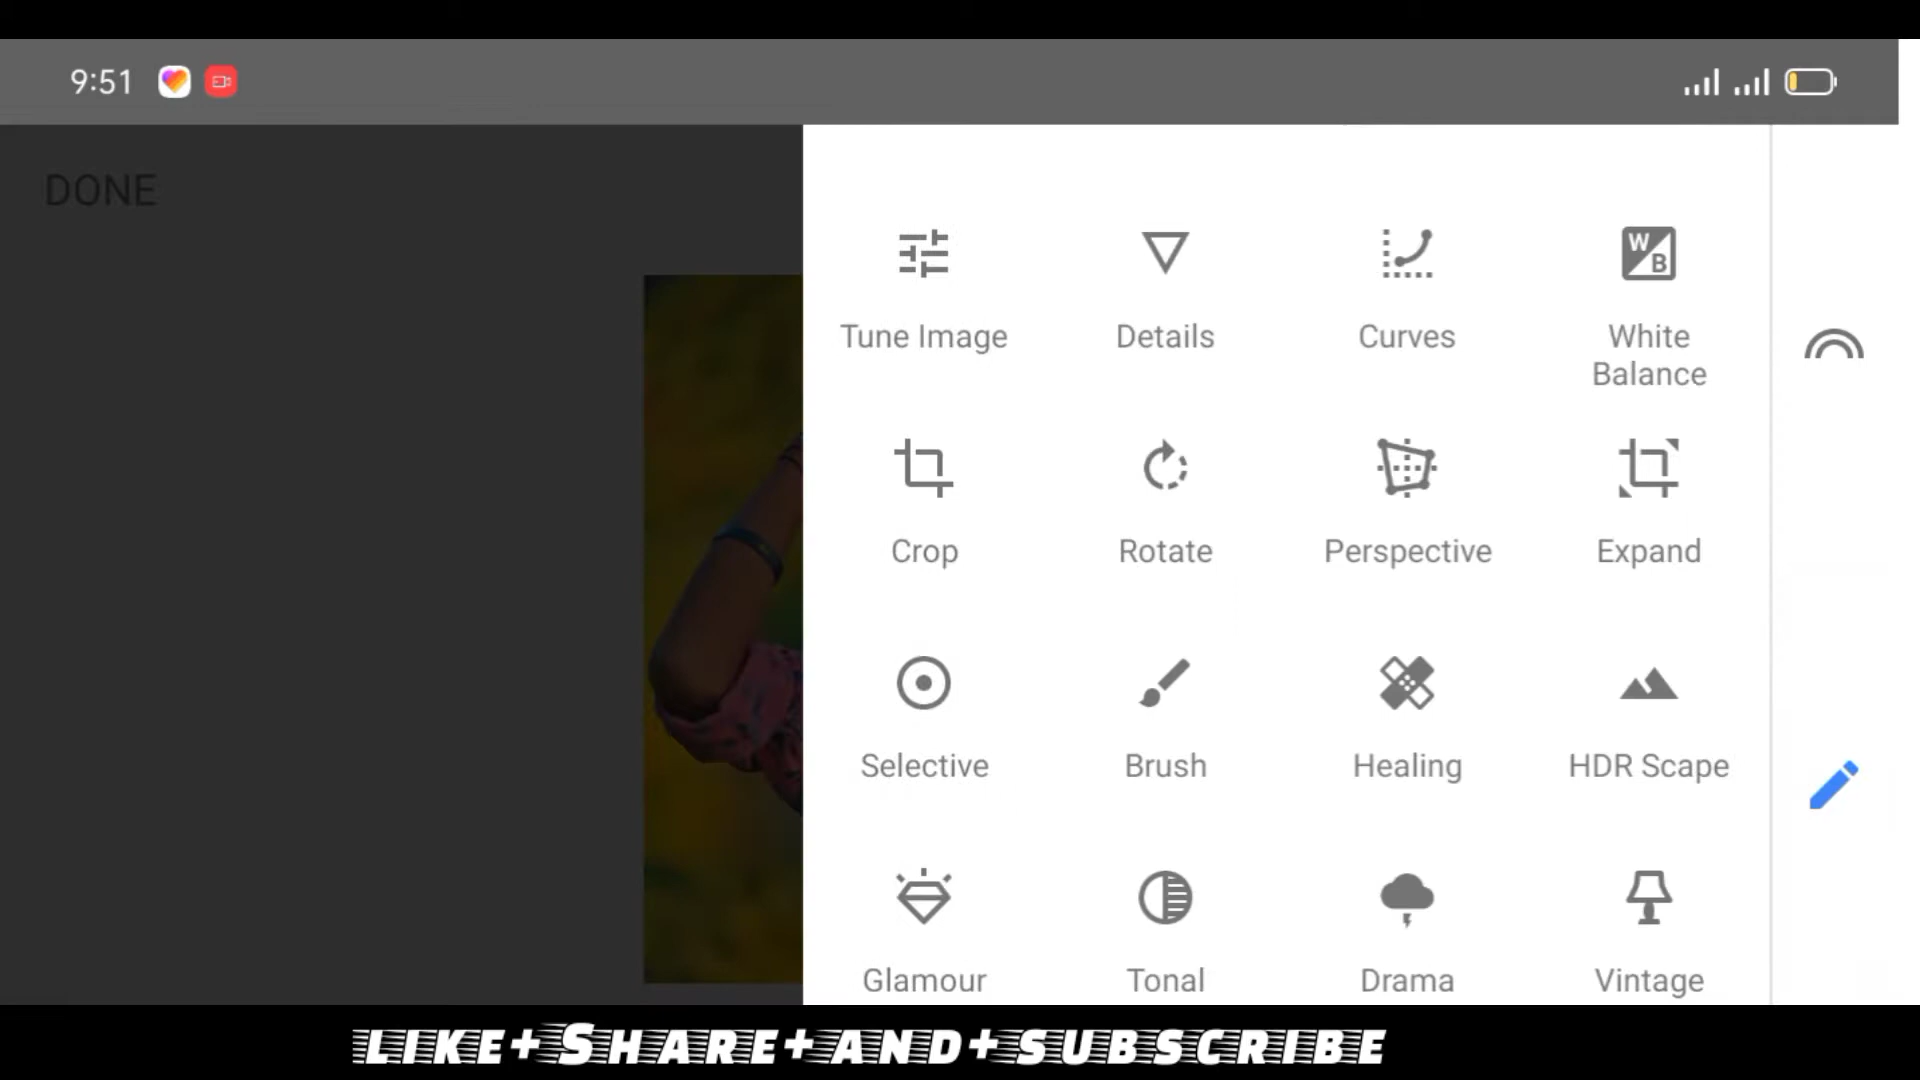 9:51
DONE
Tune Image
Details
Curves
White
Balance
W
B
Crop
Rotate
Perspective
Expand
Selective
Brush
Healing
HDR Scape
Glamour
Tonal
Drama
Vintage
LIKE+SHARE+AND+SUBSCRIBE